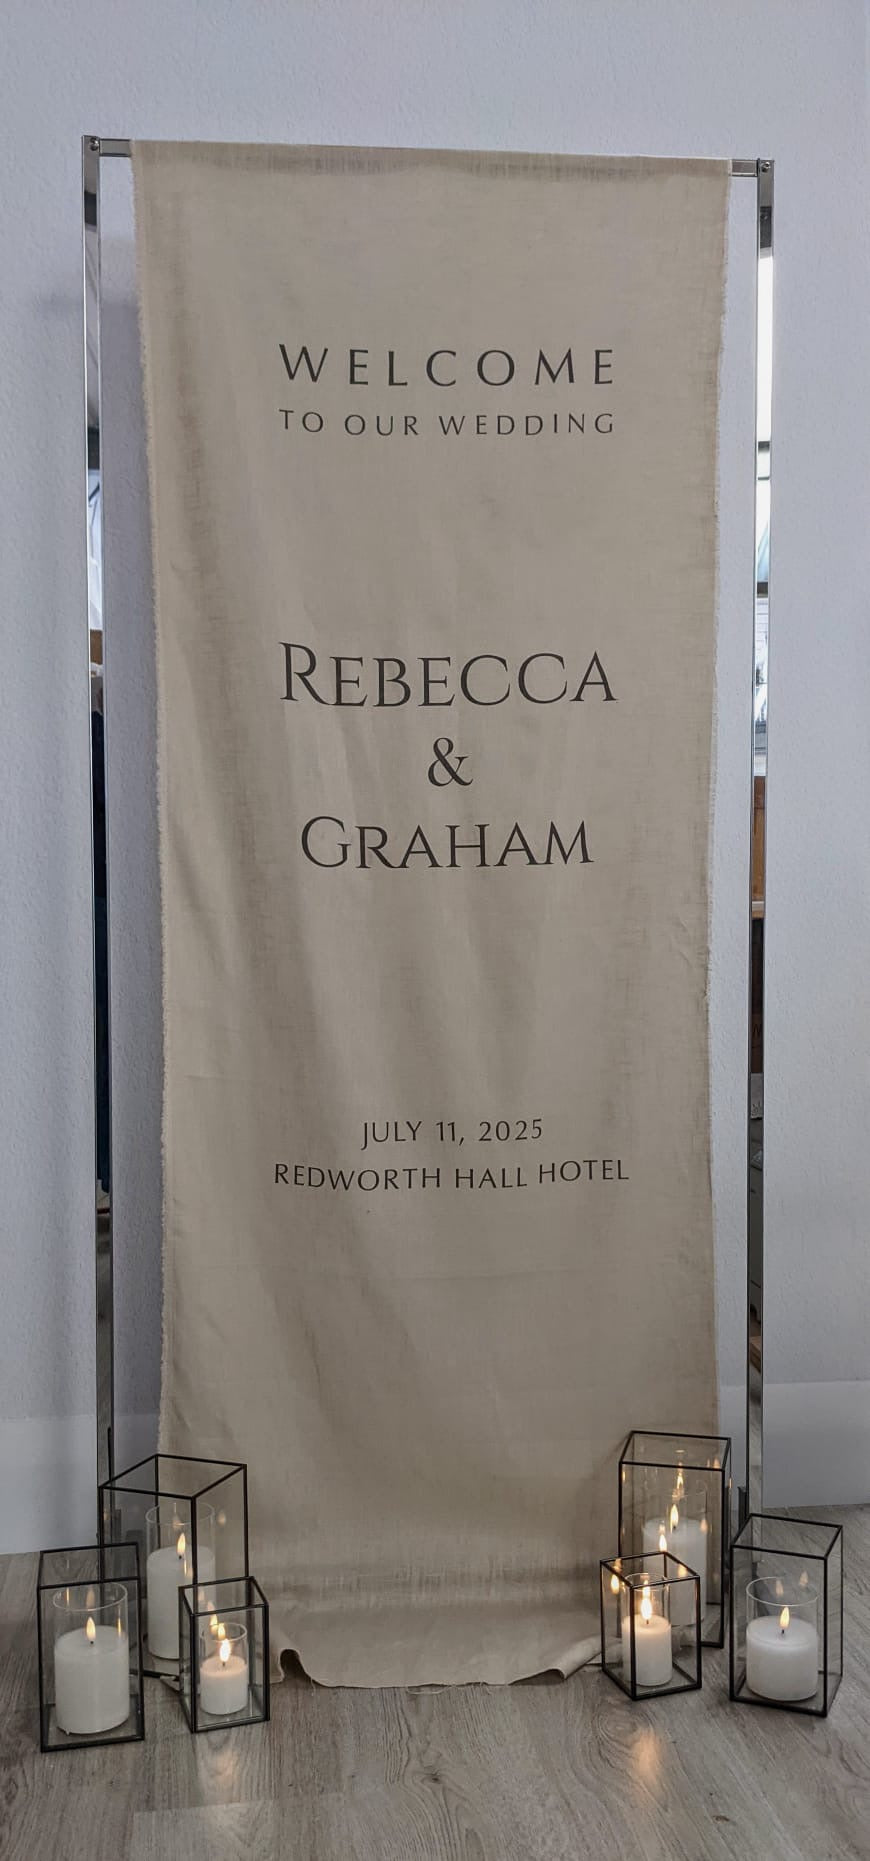 WELCOME
TO OUR WEDDING
REBECCA
&
GRAHAM
JULY 11, 2025
REDWORTH HALL HOTEL